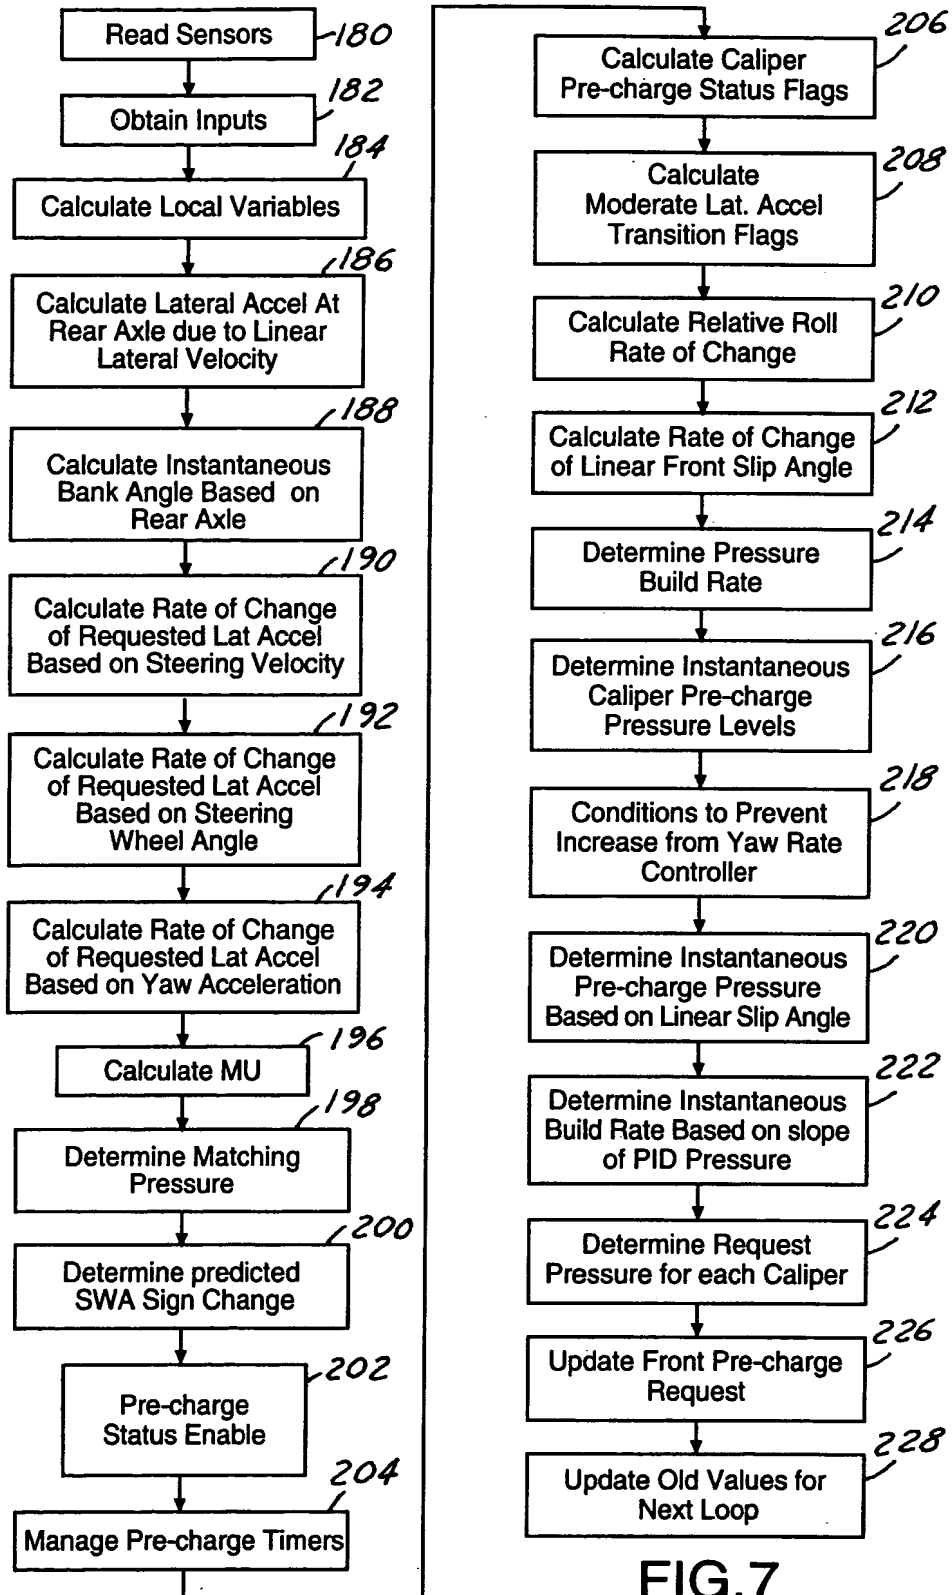 Read Sensors
180
Obtain Inputs
182
184
Calculate Local Variables
186
Calculate Lateral Accel At
Rear Axle due to Linear
Lateral Velocity
188
Calculate Instantaneous
Bank Angle Based on
Rear Axle
190
Calculate Rate of Change
of Requested Lat Accel
Based on Steering Velocity
192
Calculate Rate of Change
of Requested Lat Accel
Based on Steering
Wheel Angle
194
Calculate Rate of Change
of Requested Lat Accel
Based on Yaw Acceleration
196
Calculate MU
198
Determine Matching
Pressure
200
Determine predicted
SWA Sign Change
202
Pre-charge
Status Enable
204
Manage Pre-charge Timers
206
Calculate Caliper
Pre-charge Status Flags
208
Calculate
Moderate Lat. Accel
Transition Flags
210
Calculate Relative Roll
Rate of Change
212
Calculate Rate of Change
of Linear Front Slip Angle
214
Determine Pressure
Build Rate
216
Determine Instantaneous
Caliper Pre-charge
Pressure Levels
218
Conditions to Prevent
Increase from Yaw Rate
Controller
220
Determine Instantaneous
Pre-charge Pressure
Based on Linear Slip Angle
222
Determine Instantaneous
Build Rate Based on slope
of PID Pressure
224
Determine Request
Pressure for each Caliper
226
Update Front Pre-charge
Request
228
Update Old Values for
Next Loop
FIG.7